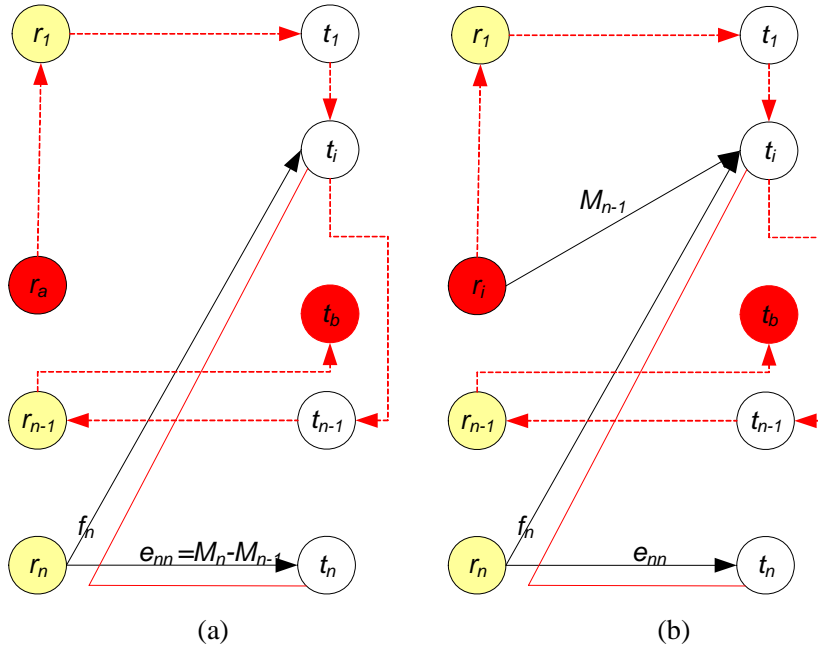 r1
t1
ti
ra
tb
rn-1
tn-1
fn
rn
enn =Mn-Mn-1
tn
(a)
r1
t1
ti
Mn-1
ri
tb
rn-1
tn-1
fn
rn
enn
tn
(b)